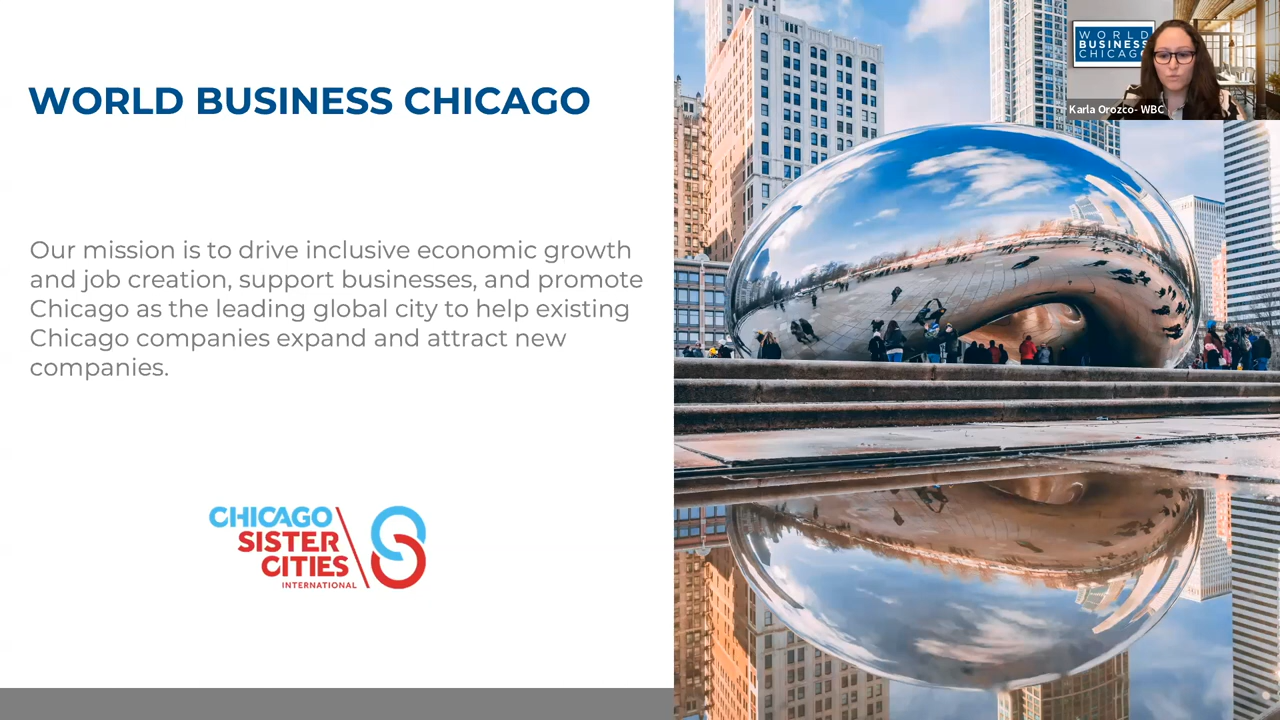 WORLD BUSINESS CHICAGO
Our mission is to drive inclusive economic growth
and job creation, support businesses, and promote
Chicago as the leading global city to help existing
Chicago companies expand and attract new
companies.
CHICAGO
SISTER
CITIES
INTERNATIONAL
WORLD
BUSINESS
CHICAG
Karla Orozco- WBC